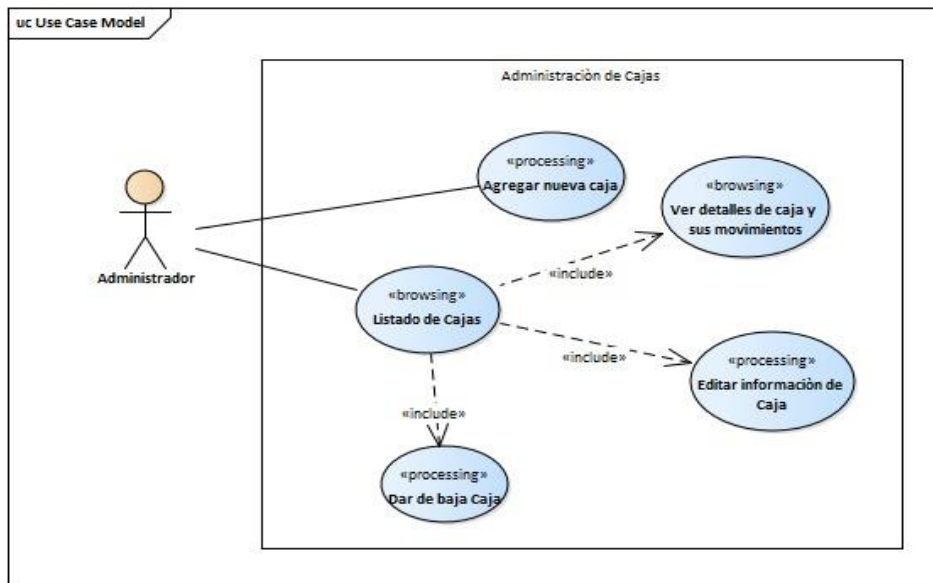 uc Use Case Model
Administraciòn de Cajas
«processing»
Agregar nueva caja
«browsing»
Ver detalles de caja y
sus movimientos
Administrador
«include»
«browsing»
Listado de Cajas
«include»
«processing»
Editar informaciòn de
Caja
«include»
«processing»
Dar de baja Caja